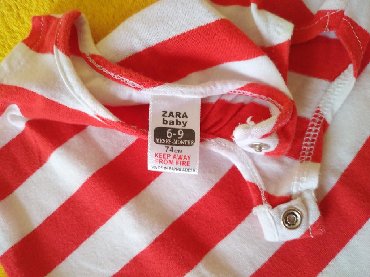 ZARA
baby
6-9
74 cm
KEEP AWAY
FROM FIRE